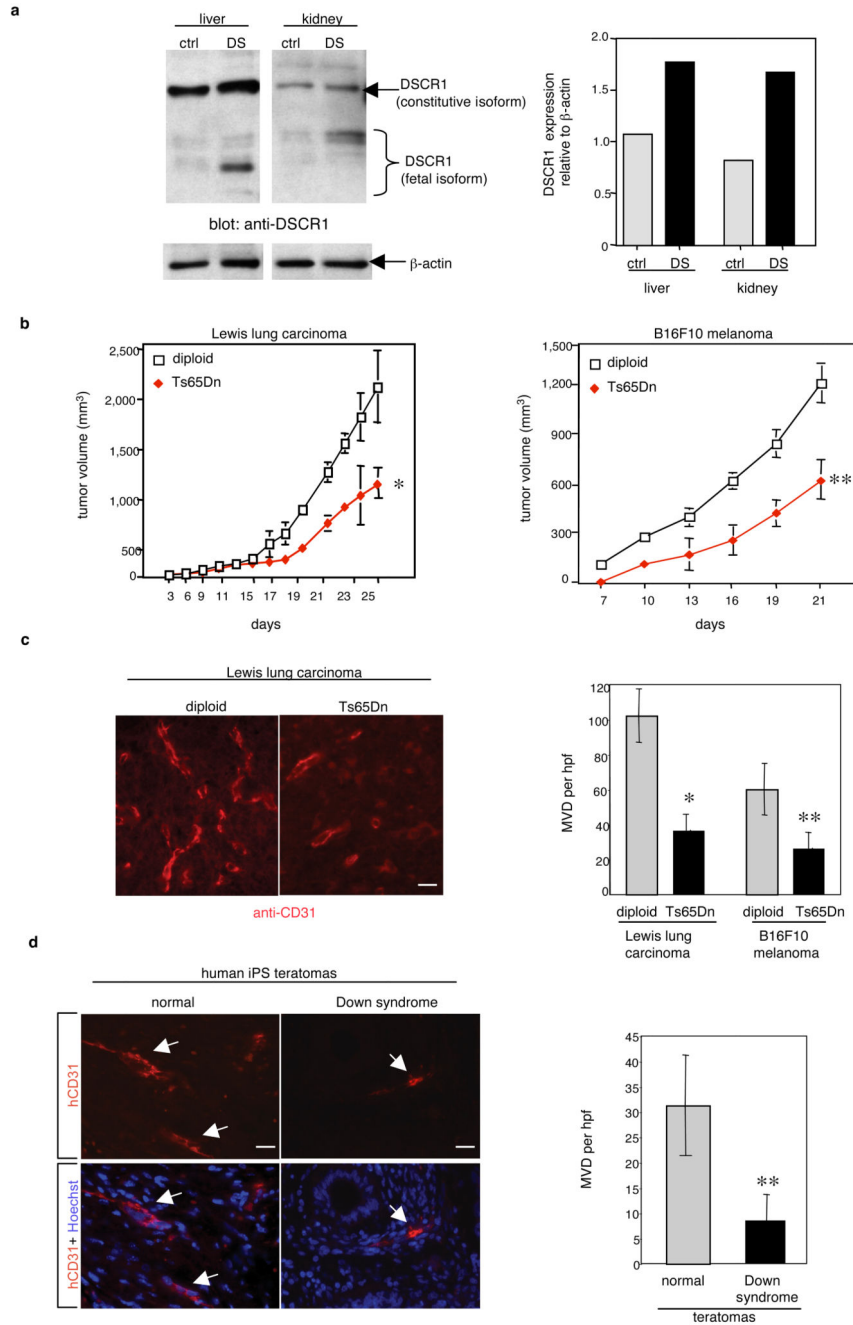 a
liver kidney
ctrl DS ctrl DS
DSCR1
(constitutive isoform)
DSCR1
(fetal isoform)
blot: anti-DSCR1
β-actin
DSCR1 expression
relative to β-actin
2.0
1.5
1.0
0.5
0
ctrl DS ctrl DS
liver kidney
b
Lewis lung carcinoma
tumor volume (mm³)
2,500
2,000
1,500
1,000
500
0
diploid
Ts65Dn
*
3 6 9 11 13 15 17 19 21 23 25
days
B16F10 melanoma
tumor volume (mm³)
1,500
1,200
900
600
300
0
diploid
Ts65Dn
**
7 10 13 16 19 21
days
c
Lewis lung carcinoma
diploid Ts65Dn
anti-CD31
MVD per hpf
120
100
80
60
40
20
0
* **
diploid Ts65Dn diploid Ts65Dn
Lewis lung
carcinoma
B16F10
melanoma
d
human iPS teratomas
normal Down syndrome
hCD31
hCD31+ Hoechst
MVD per hpf
45
40
35
30
25
20
15
10
5
0
**
normal Down
syndrome
teratomas